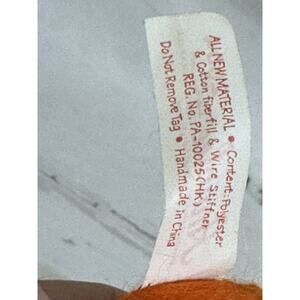 ALL NEW MATERIAL • Content: Polyester
& Cotton fiberfill & Wire Stiffner
REG. No. PA-10025(HK)
Do Not Remove Tag • Handmade in China